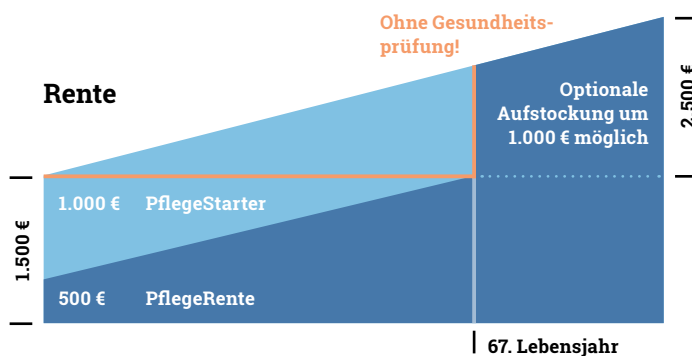 Ohne Gesundheits-
prüfung!
Rente
Optionale
Aufstockung um
1.000 € möglich
2.500 €
1.000 € PflegeStarter
1.500 €
500 € PflegeRente
67. Lebensjahr